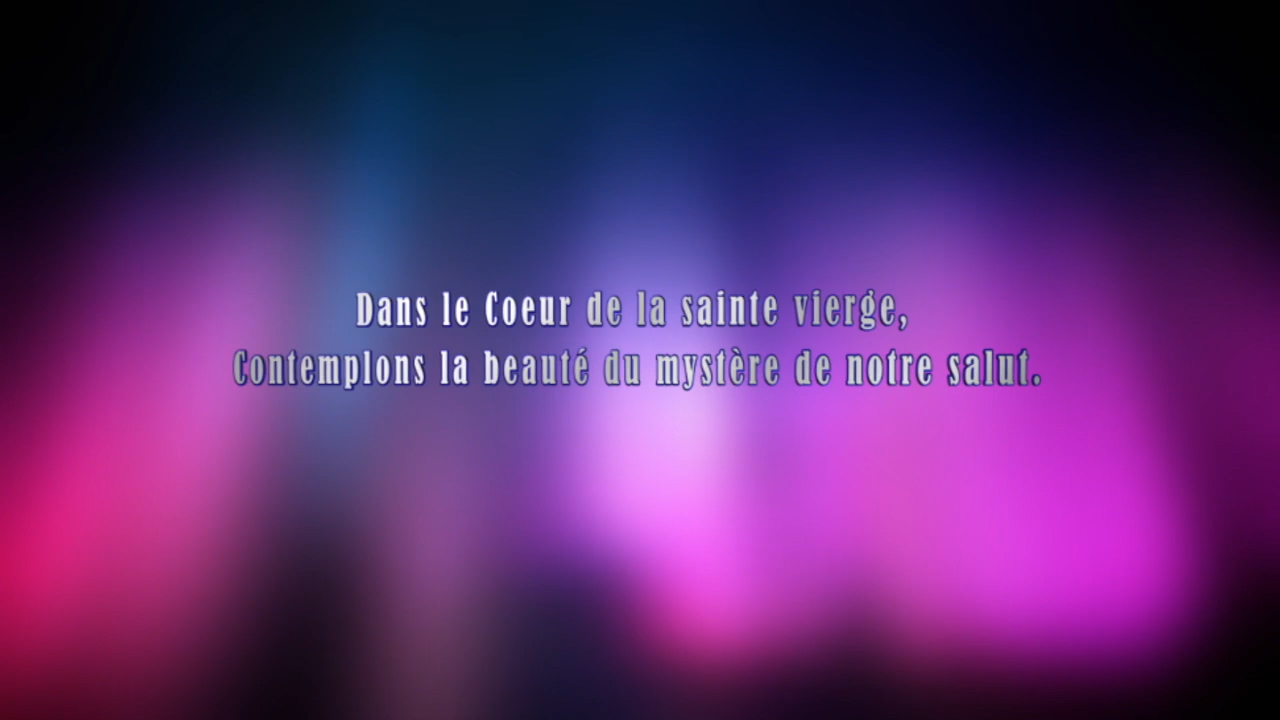 Dans le Coeur de la sainte vierge,
Contemplons la beauté du mystère de notre salut.